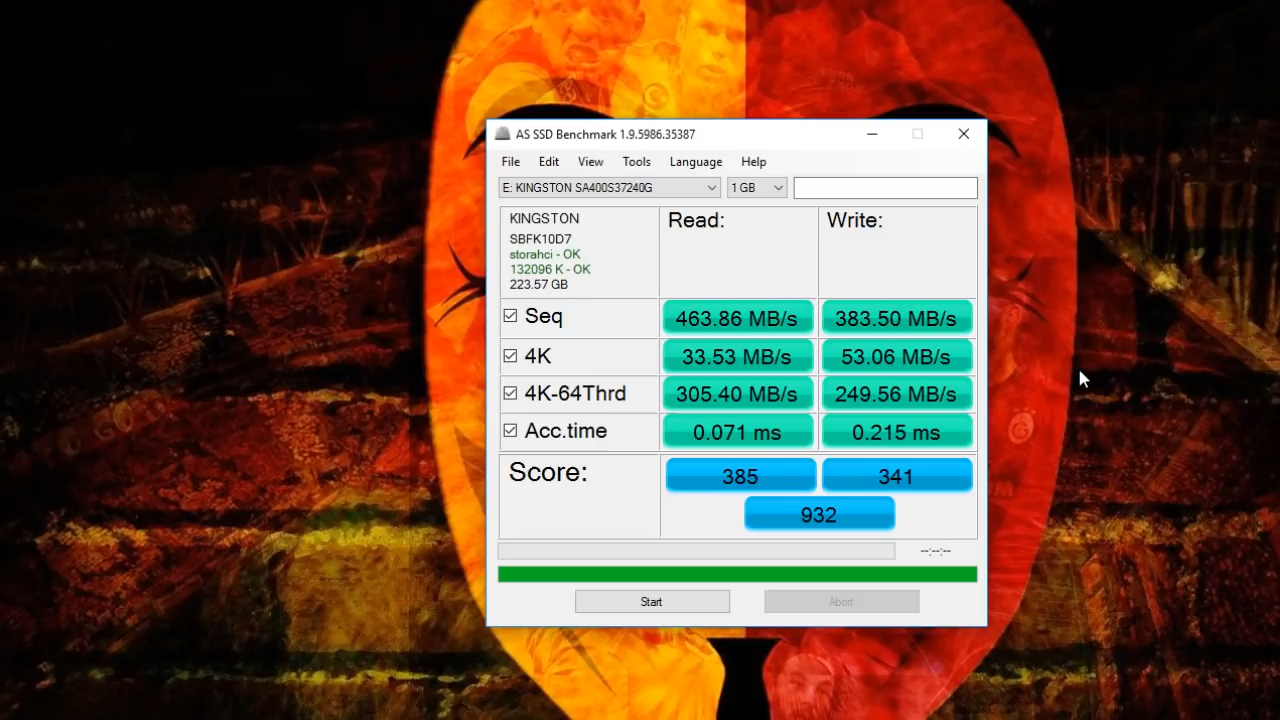 AS SSD Benchmark 1.9.5986.35387
File Edit View Tools Language Help
E: KINGSTON SA400S37240G 1 GB
KINGSTON
SBFK10D7
storahci - OK
132096 K - OK
223.57 GB
Read: Write:
Seq 463.86 MB/s 383.50 MB/s
4K 33.53 MB/s 53.06 MB/s
4K-64Thrd 305.40 MB/s 249.56 MB/s
Acc.time 0.071 ms 0.215 ms
Score: 385 341
932
--:--:--
Start Abort